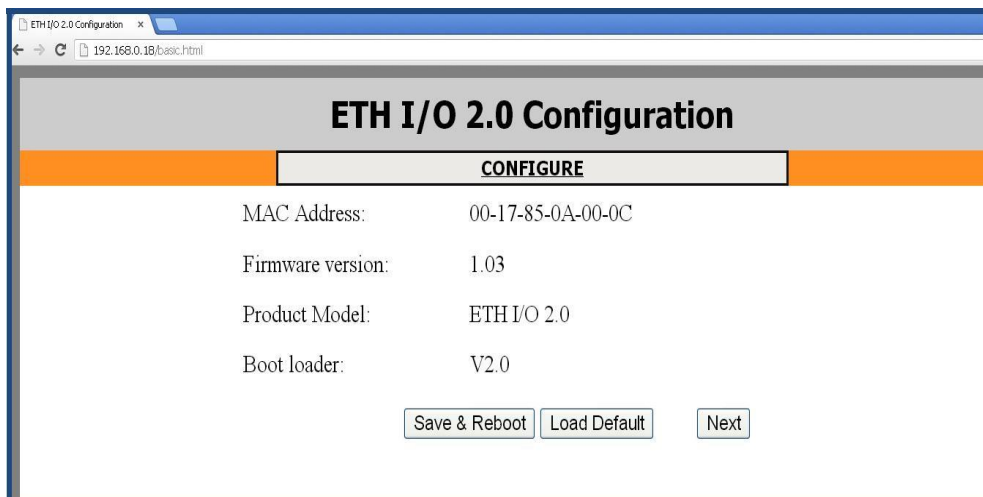 ETH I/O 2.0 Configuration x
192.168.0.18/basic.html
ETH I/O 2.0 Configuration
CONFIGURE
MAC Address: 00-17-85-0A-00-0C
Firmware version: 1.03
Product Model: ETH I/O 2.0
Boot loader: V2.0
Save & Reboot Load Default Next